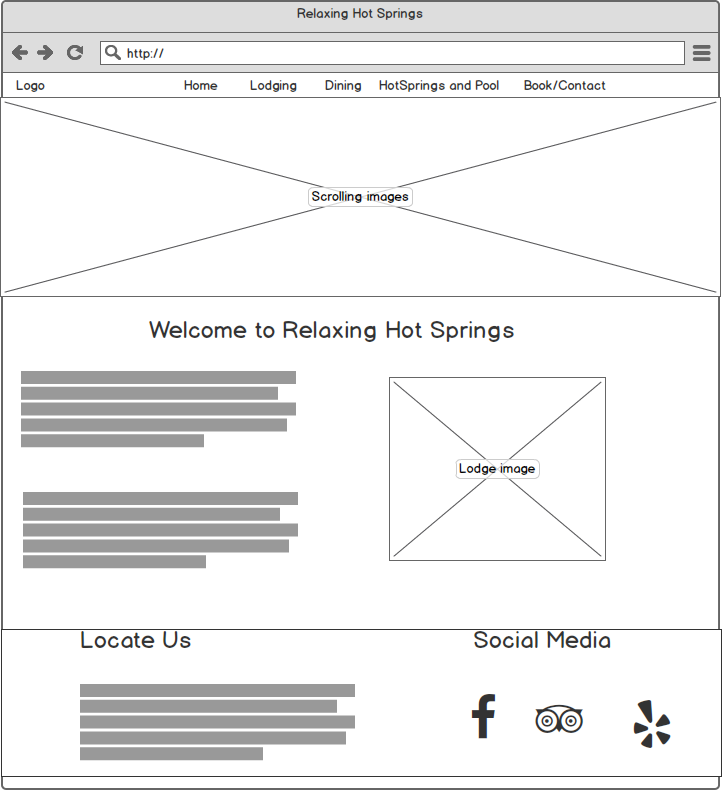 Relaxing Hot Springs
http://
Logo Home Lodging Dining HotSprings and Pool Book/Contact
Scrolling images
Welcome to Relaxing Hot Springs
Lodge image
Locate Us Social Media